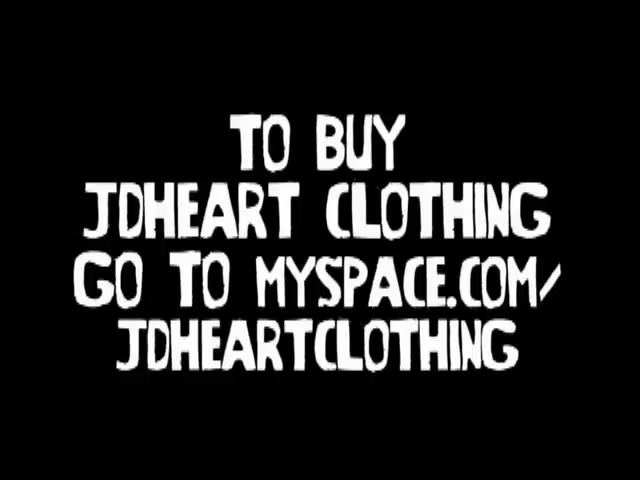 TO BUY
JDHEART CLOTHING
GO TO MYSPACE.COM/
JDHEARTCLOTHING